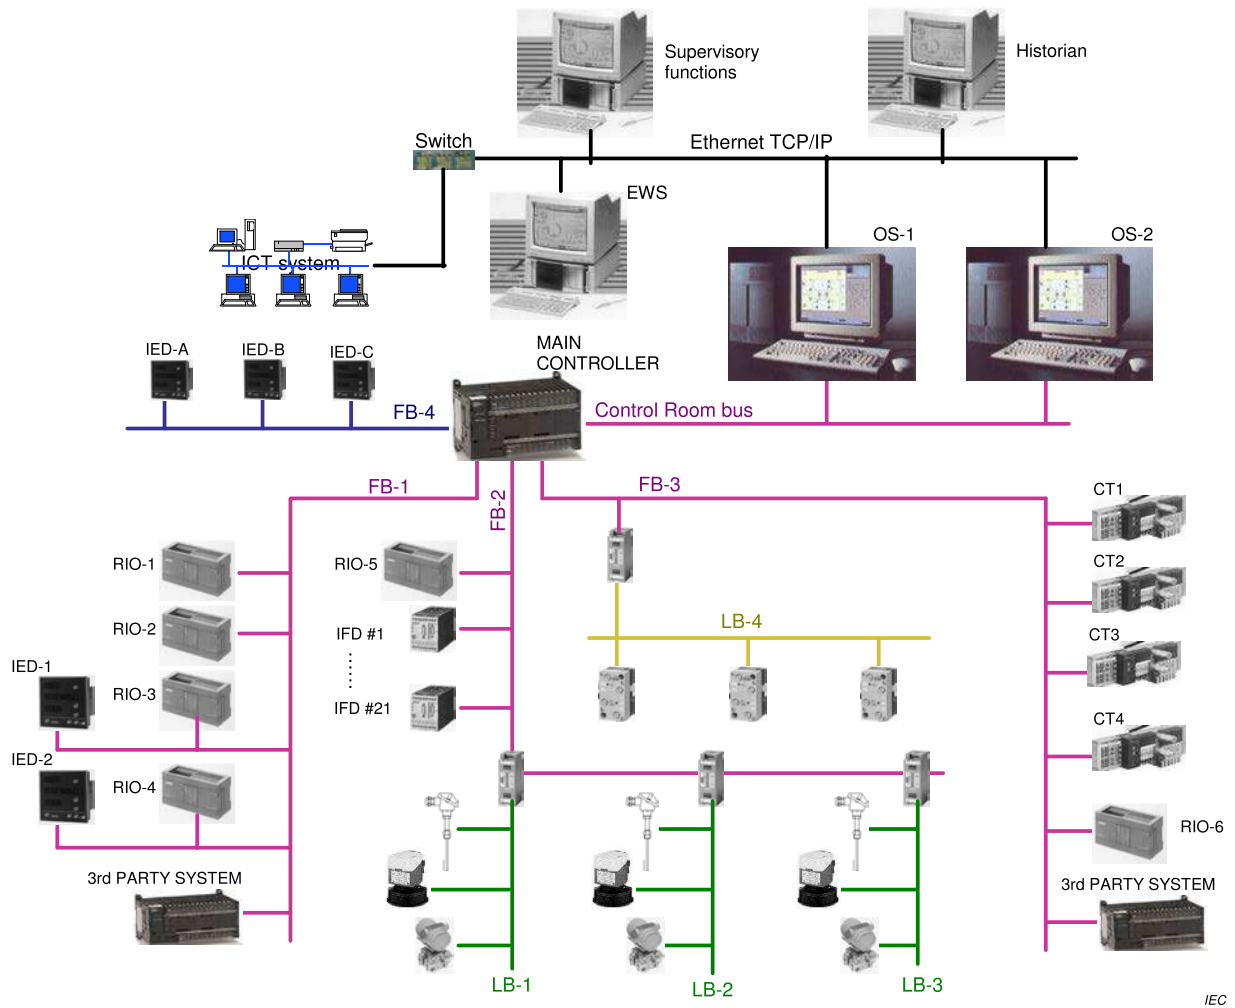 Supervisory
functions
Historian
Switch
Ethernet TCP/IP
EWS
OS-1
OS-2
ICT system
MAIN
CONTROLLER
IED-A
IED-B
IED-C
FB-4
Control Room bus
FB-1
FB-2
FB-3
CT1
RIO-1
RIO-5
CT2
RIO-2
IFD #1
LB-4
CT3
IED-1
RIO-3
IFD #21
CT4
IED-2
RIO-4
RIO-6
3rd PARTY SYSTEM
3rd PARTY SYSTEM
LB-1
LB-2
LB-3
IEC